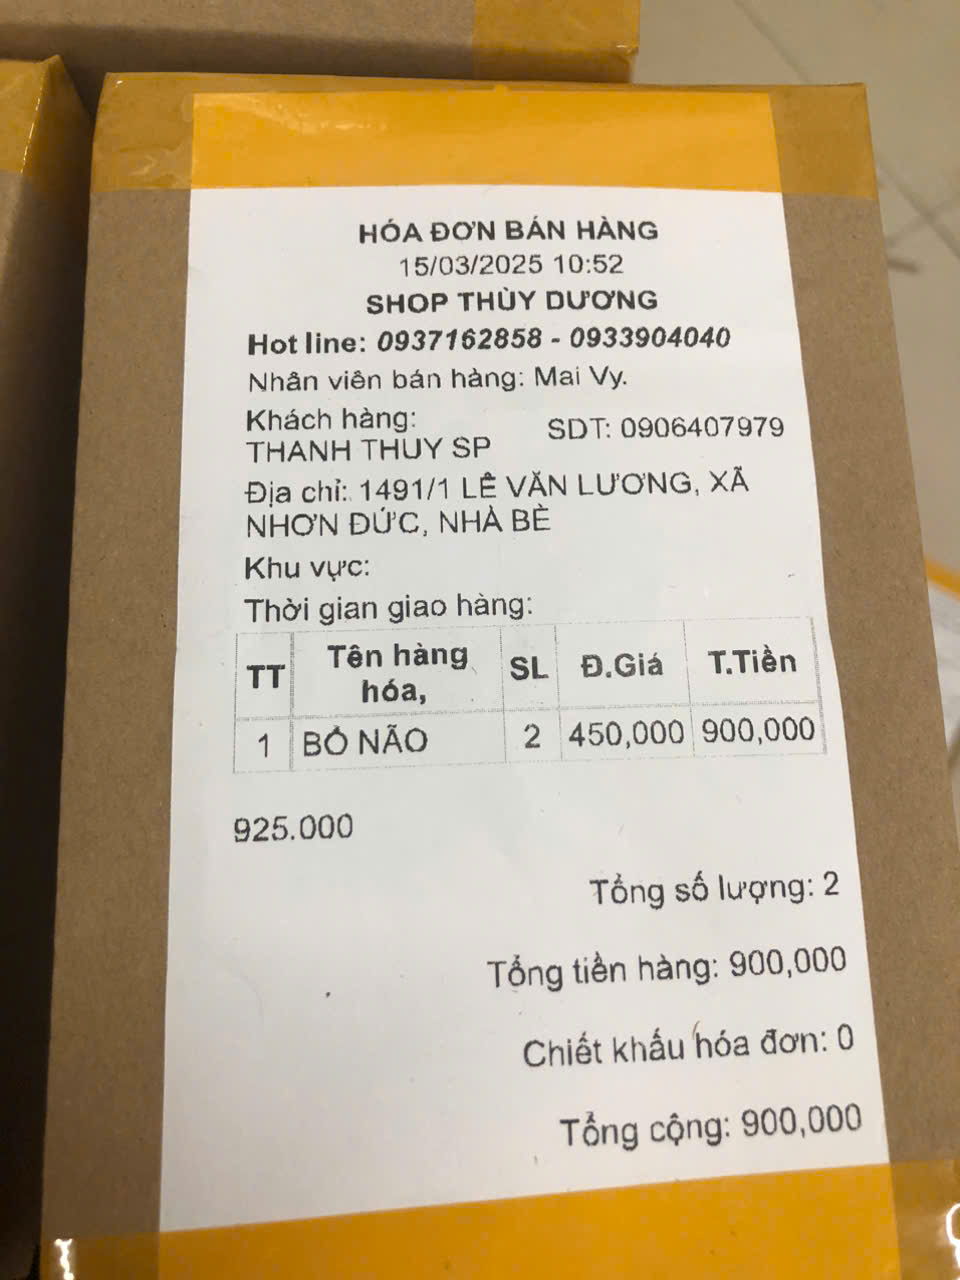 HÓA ĐƠN BÁN HÀNG
15/03/2025 10:52
SHOP THÙY DƯƠNG
Hot line: 0937162858 - 0933904040
Nhân viên bán hàng: Mai Vy.
Khách hàng:
THANH THUY SP SDT: 0906407979
Địa chỉ: 1491/1 LÊ VĂN LƯƠNG, XÃ
NHƠN ĐỨC, NHÀ BÈ
Khu vực:
Thời gian giao hàng:
TT Tên hàng hóa, SL Đ.Giá T.Tiền
1 BỔ NÃO 2 450,000 900,000
925.000
Tổng số lượng: 2
Tổng tiền hàng: 900,000
Chiết khấu hóa đơn: 0
Tổng cộng: 900,000